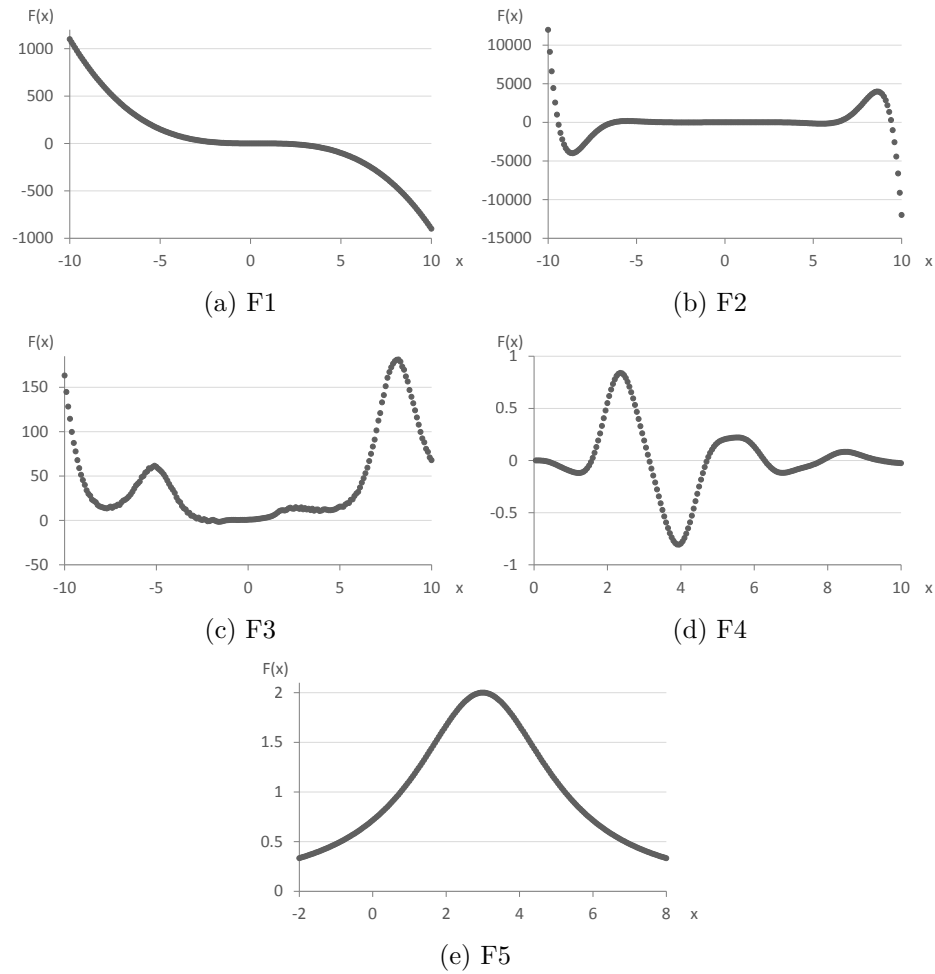 F(x)
1000
500
0
-500
-1000
-10 -5 0 5 10 x
(a) F1
F(x)
10000
5000
0
-5000
-10000
-15000
-10 -5 0 5 10 x
(b) F2
F(x)
150
100
50
0
-50
-10 -5 0 5 10 x
(c) F3
F(x)
1
0.5
0
-0.5
-1
0 2 4 6 8 10 x
(d) F4
F(x)
2
1.5
1
0.5
0
-2 0 2 4 6 8 x
(e) F5